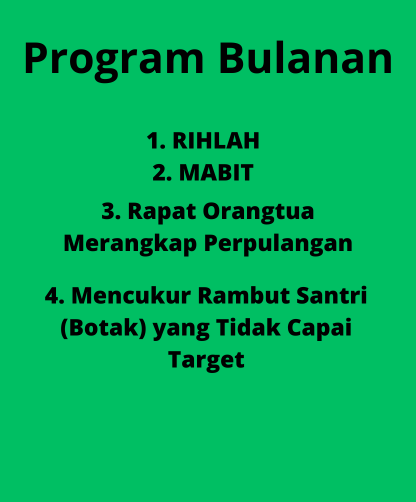 Program Bulanan
1. RIHLAH
2. MABIT
3. Rapat Orangtua
Merangkap Perpulangan
4. Mencukur Rambut Santri
(Botak) yang Tidak Capai
Target